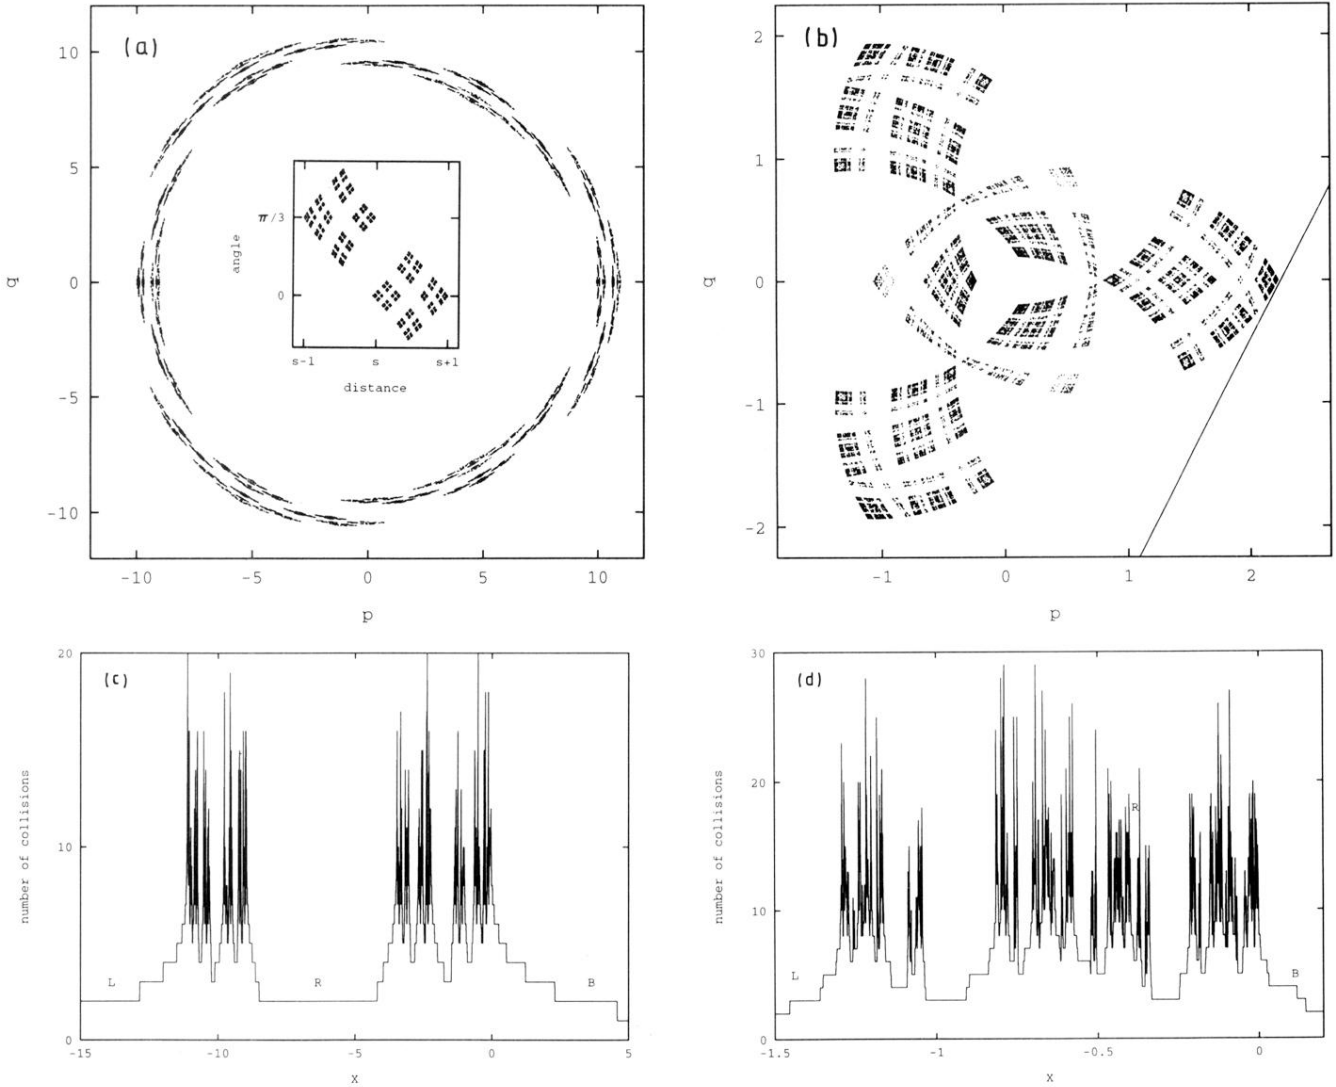 (a)
10
5
0
-5
-10
q
-10 -5 0 5 10
p
π/3
0
angle
s-1 s s+1
distance
(b)
2
1
0
-1
-2
q
-1 0 1 2
p
(c)
20
10
0
number of collisions
L R B
-15 -10 -5 0 5
x
(d)
30
20
10
0
number of collisions
R
L B
-1.5 -1 -0.5 0
x